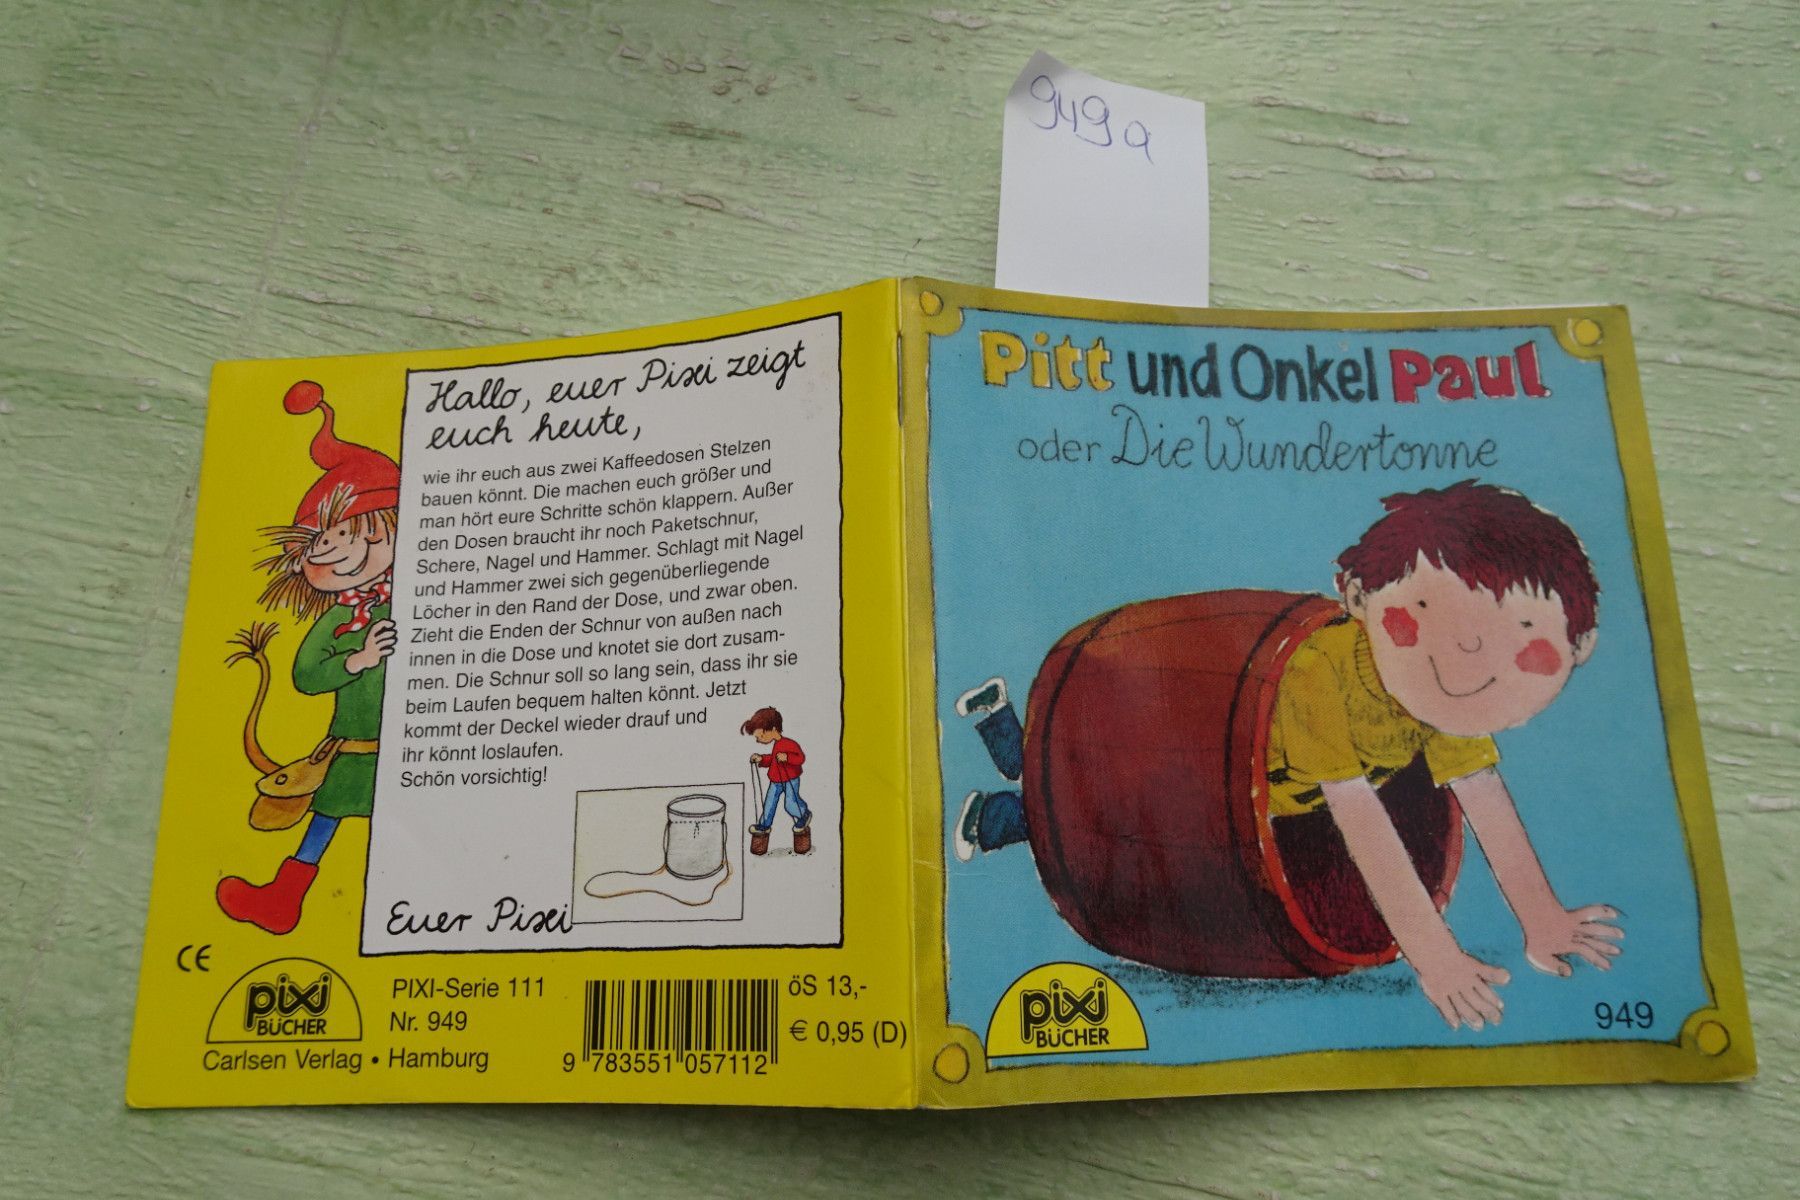 949a
Hallo, euer Pixi zeigt
euch heute,
wie ihr euch aus zwei Kaffeedosen Stelzen
bauen könnt. Die machen euch größer und
man hört eure Schritte schön klappern. Außer
den Dosen braucht ihr noch Paketschnur,
Schere, Nagel und Hammer. Schlagt mit Nagel
und Hammer zwei sich gegenüberliegende
Löcher in den Rand der Dose, und zwar oben.
Zieht die Enden der Schnur von außen nach
innen in die Dose und knotet sie dort zusam-
men. Die Schnur soll so lang sein, dass ihr sie
beim Laufen bequem halten könnt. Jetzt
kommt der Deckel wieder drauf und
ihr könnt loslaufen.
Schön vorsichtig!
Euer Pixi
CE
pixi
BÜCHER
PIXI-Serie 111
Nr. 949
Carlsen Verlag • Hamburg
9 783551 057112
öS 13,-
€ 0,95 (D)
Pitt und Onkel Paul
oder Die Wundertonne
pixi
BÜCHER
949